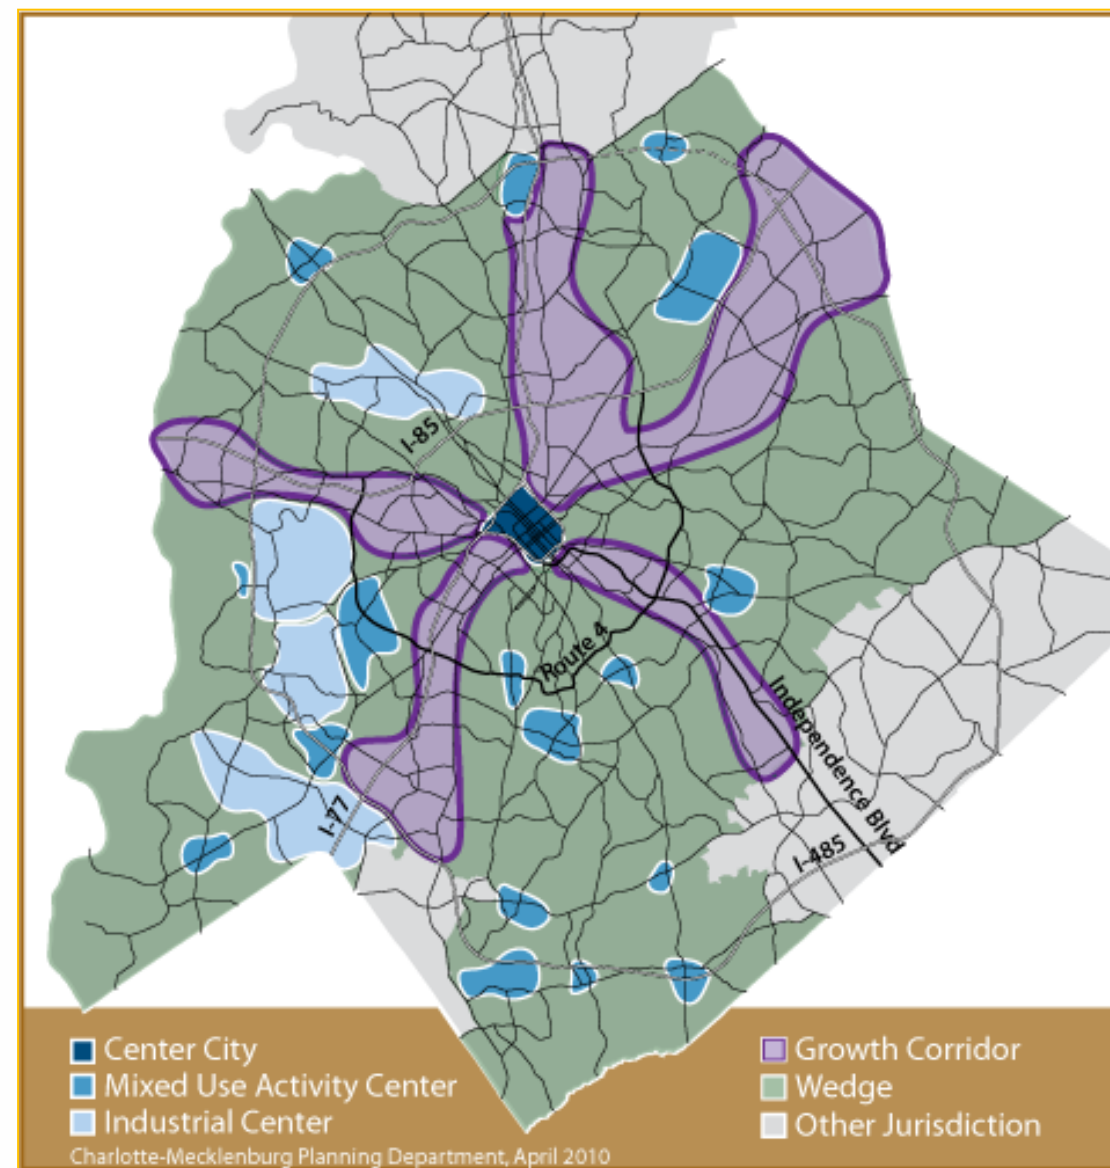 I-85
Route 4
Independence Blvd
I-77
I-485
Center City
Mixed Use Activity Center
Industrial Center
Growth Corridor
Wedge
Other Jurisdiction
Charlotte-Mecklenburg Planning Department, April 2010